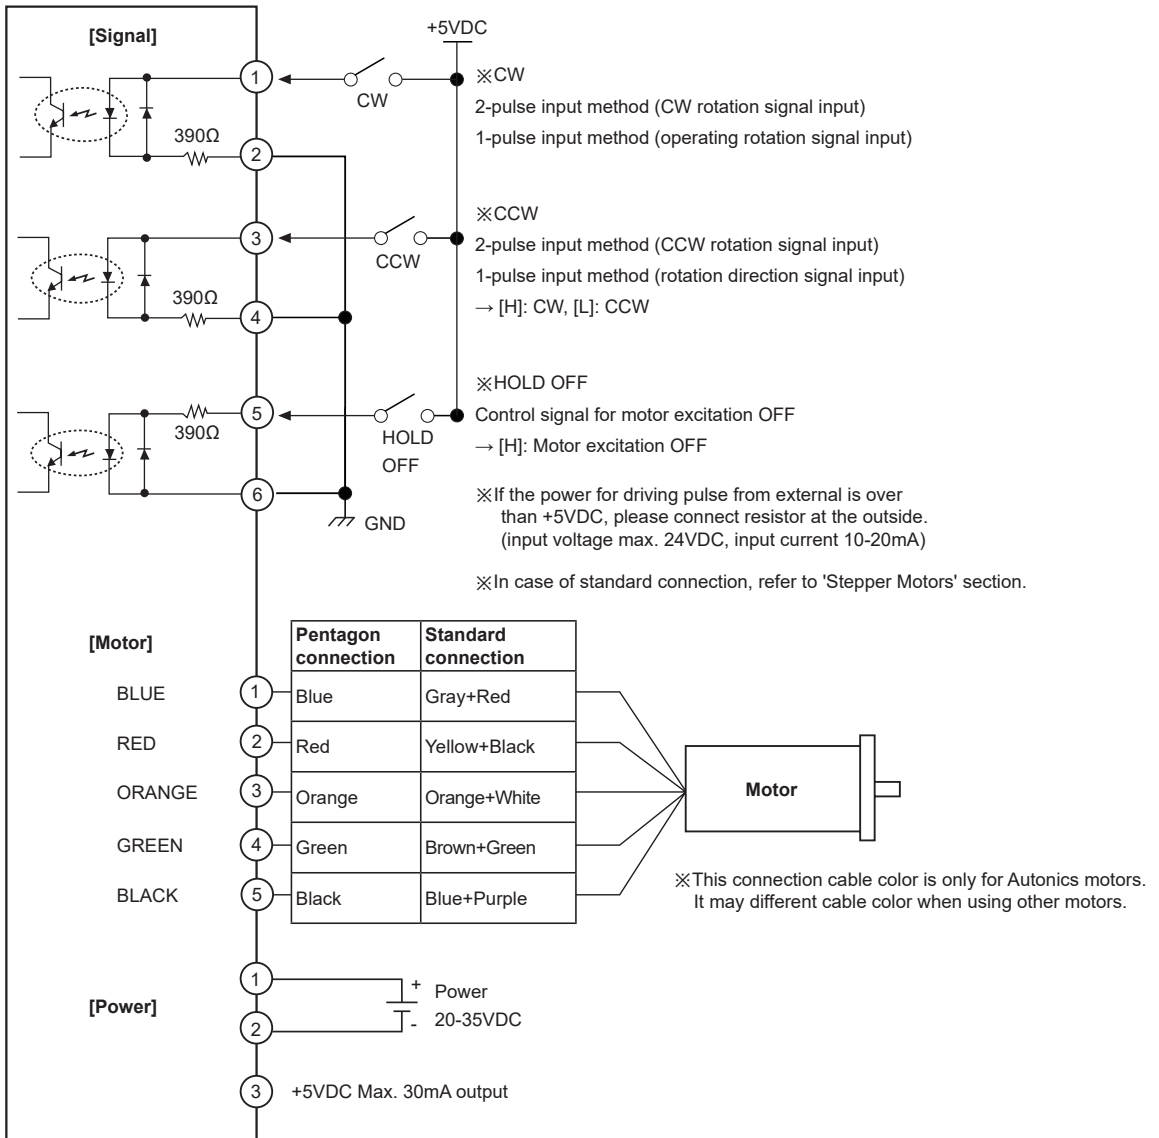 [Signal]
+5VDC
1
CW
※CW
2-pulse input method (CW rotation signal input)
1-pulse input method (operating rotation signal input)
390Ω
2
3
CCW
※CCW
2-pulse input method (CCW rotation signal input)
1-pulse input method (rotation direction signal input)
→ [H]: CW, [L]: CCW
390Ω
4
5
390Ω
HOLD
OFF
※HOLD OFF
Control signal for motor excitation OFF
→ [H]: Motor excitation OFF
6
GND
※If the power for driving pulse from external is over
than +5VDC, please connect resistor at the outside.
(input voltage max. 24VDC, input current 10-20mA)
※In case of standard connection, refer to 'Stepper Motors' section.
[Motor]
Pentagon connection
Standard connection
BLUE 1 Blue Gray+Red
RED 2 Red Yellow+Black
ORANGE 3 Orange Orange+White
GREEN 4 Green Brown+Green
BLACK 5 Black Blue+Purple
Motor
※This connection cable color is only for Autonics motors.
It may different cable color when using other motors.
[Power]
1
+
Power
20-35VDC
-
2
3 +5VDC Max. 30mA output